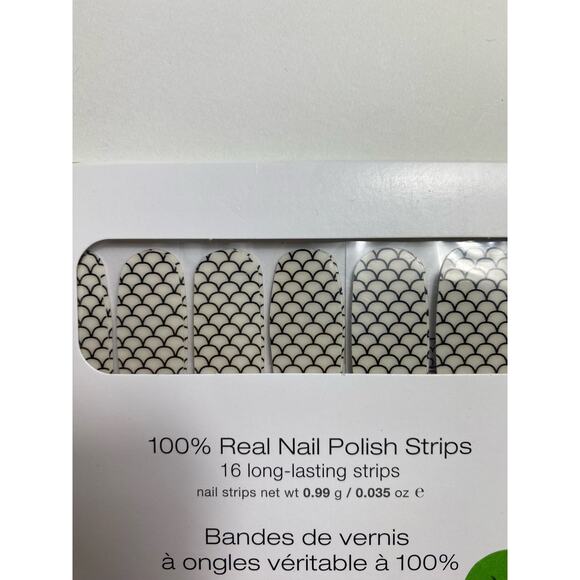 100% Real Nail Polish Strips
16 long-lasting strips
nail strips net wt 0.99 g / 0.035 oz ℮
Bandes de vernis
à ongles véritable à 100%